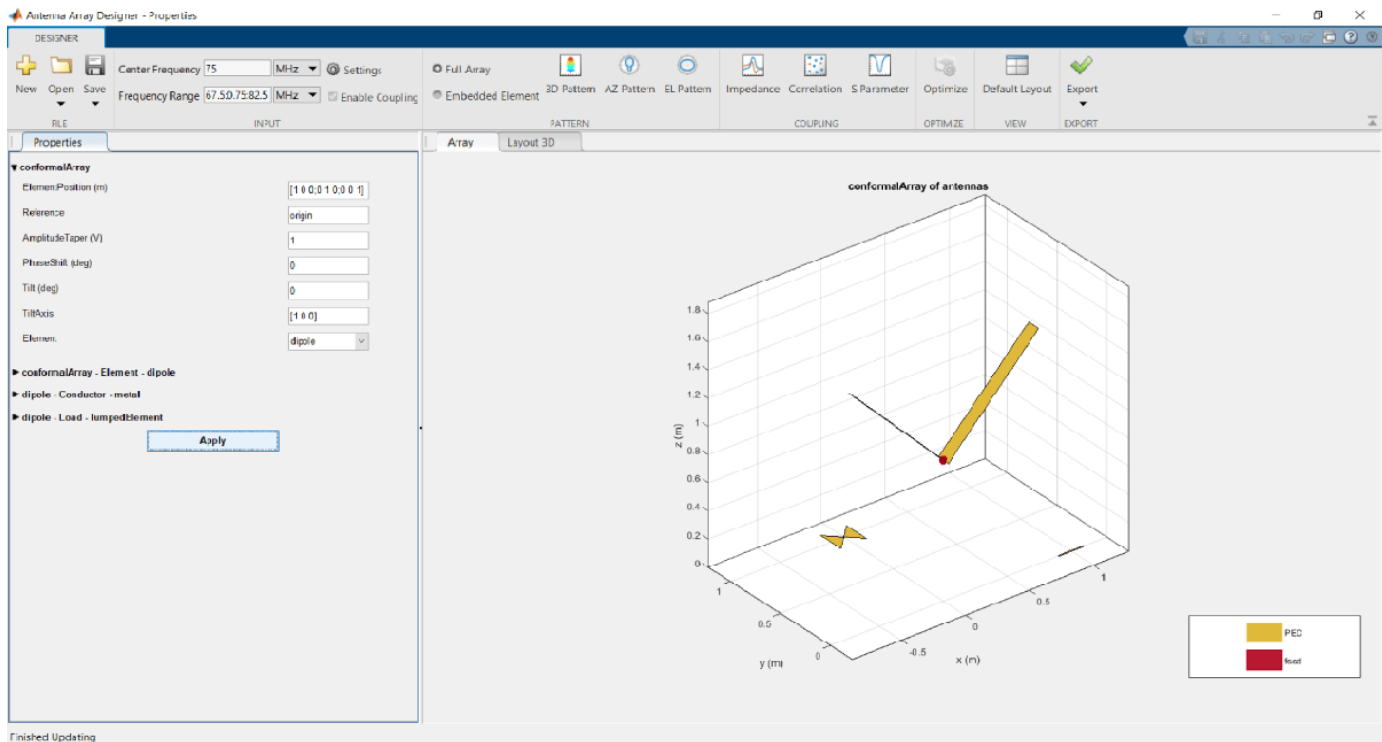 Antenna Array Designer - Properties
DESIGNER
New Open Save
FILE
Center Frequency 75 MHz Settings
Frequency Range 67.5:0.75:82.5 MHz Enable Coupling
INPUT
Full Array
Embedded Element
3D Pattern AZ Pattern EL Pattern
PATTERN
Impedance Correlation S Parameter
COUPLING
Optimize
OPTIMIZE
Default Layout
VIEW
Export
EXPORT
Properties
conformalArray
ElementPosition (m) [1 0 0;0 1 0;0 0 1]
Reference origin
AmplitudeTaper (V) 1
PhaseShift (deg) 0
Tilt (deg) 0
TiltAxis [1 0 0]
Element dipole
conformalArray - Element - dipole
dipole - Conductor - metal
dipole - Load - lumpedElement
Apply
Array Layout 3D
conformalArray of antennas
1.8
1.6
1.4
1.2
1
0.8
0.6
0.4
0.2
0
z (m)
1
0.5
0
y (m)
-0.5
0
0.5
1
x (m)
PEC
feed
Finished Updating